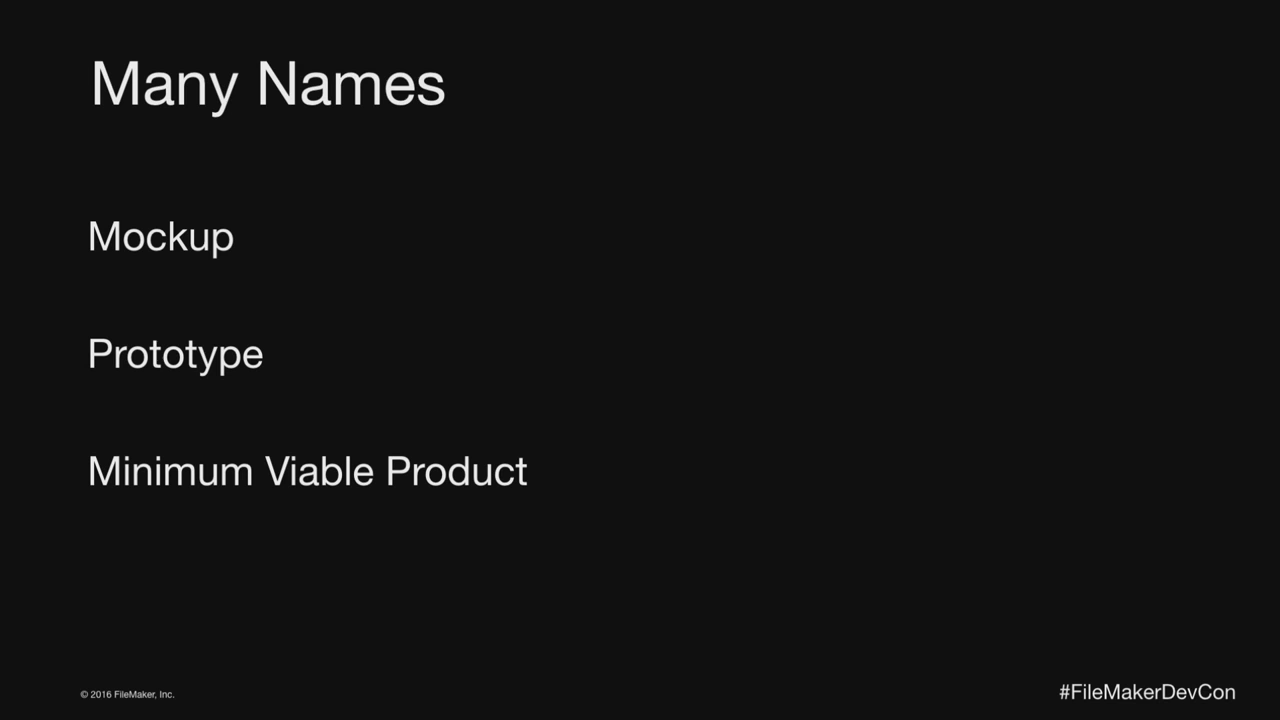 Many Names
Mockup
Prototype
Minimum Viable Product
© 2016 FileMaker, Inc.
#FileMakerDevCon